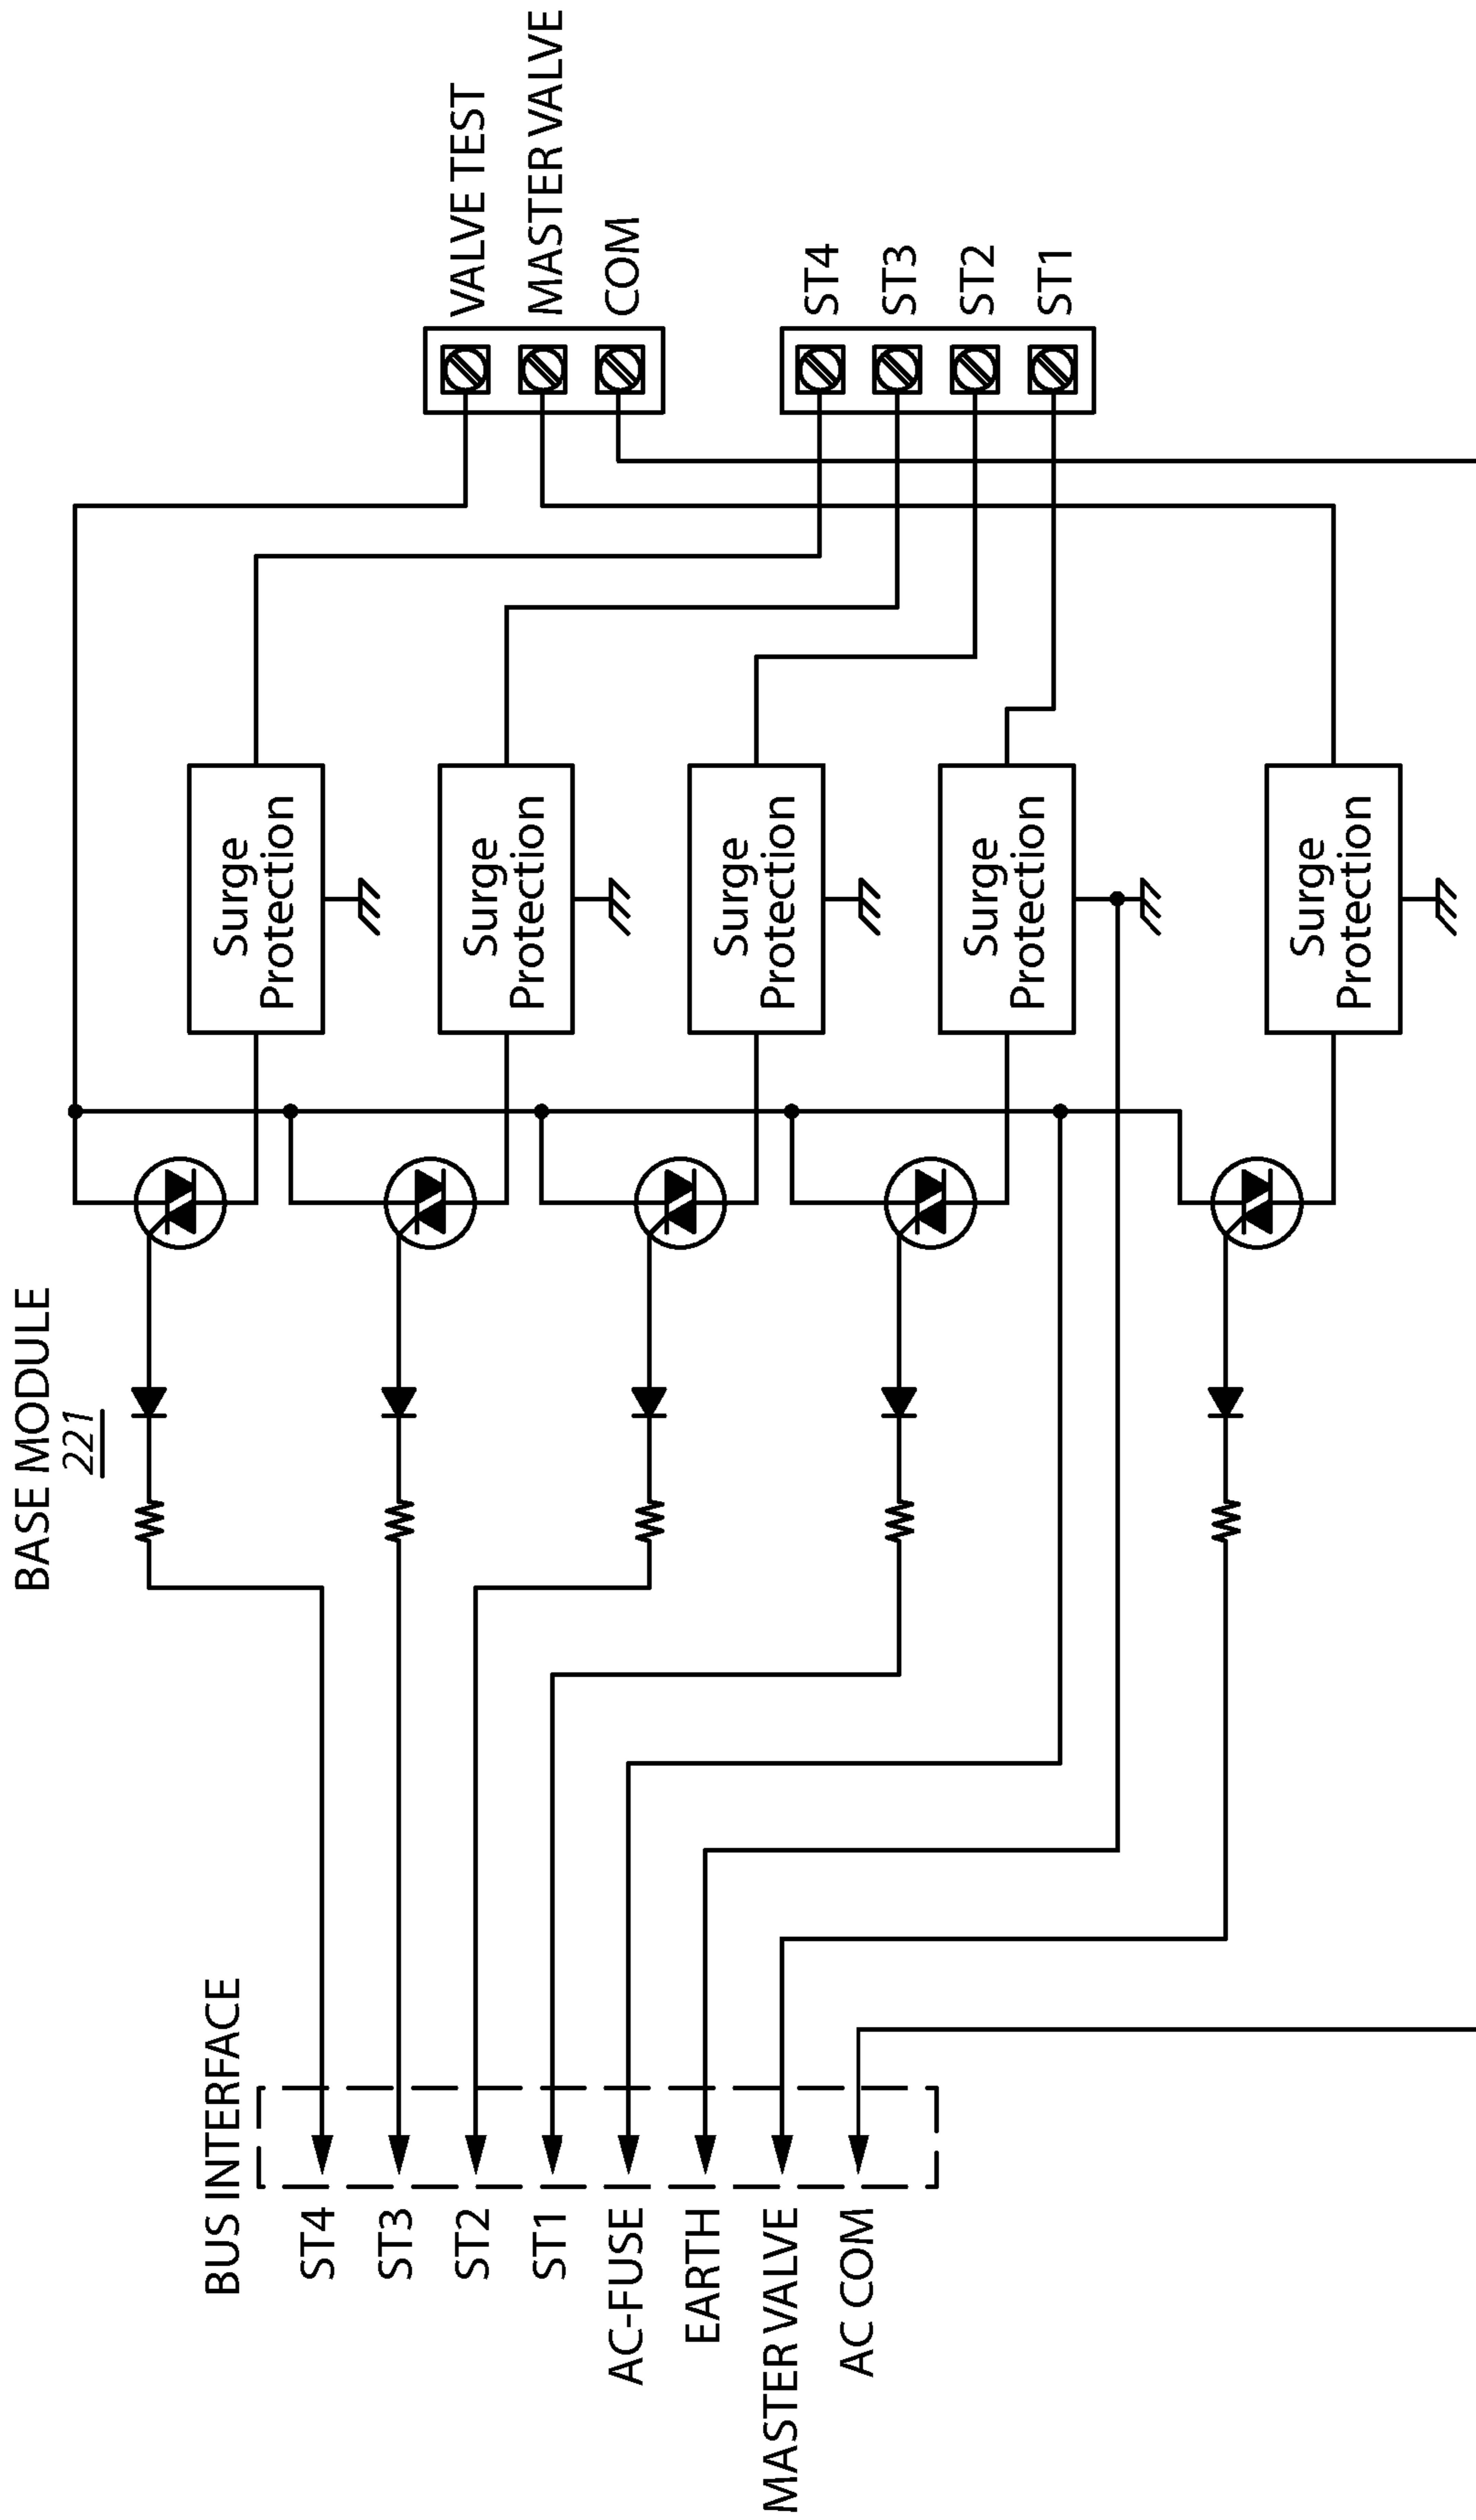 BASE MODULE
221
BUS INTERFACE
ST4
ST3
ST2
ST1
AC-FUSE
EARTH
MASTER VALVE
AC COM
Surge
Protection
Surge
Protection
Surge
Protection
Surge
Protection
Surge
Protection
VALVE TEST
MASTER VALVE
COM
ST4
ST3
ST2
ST1